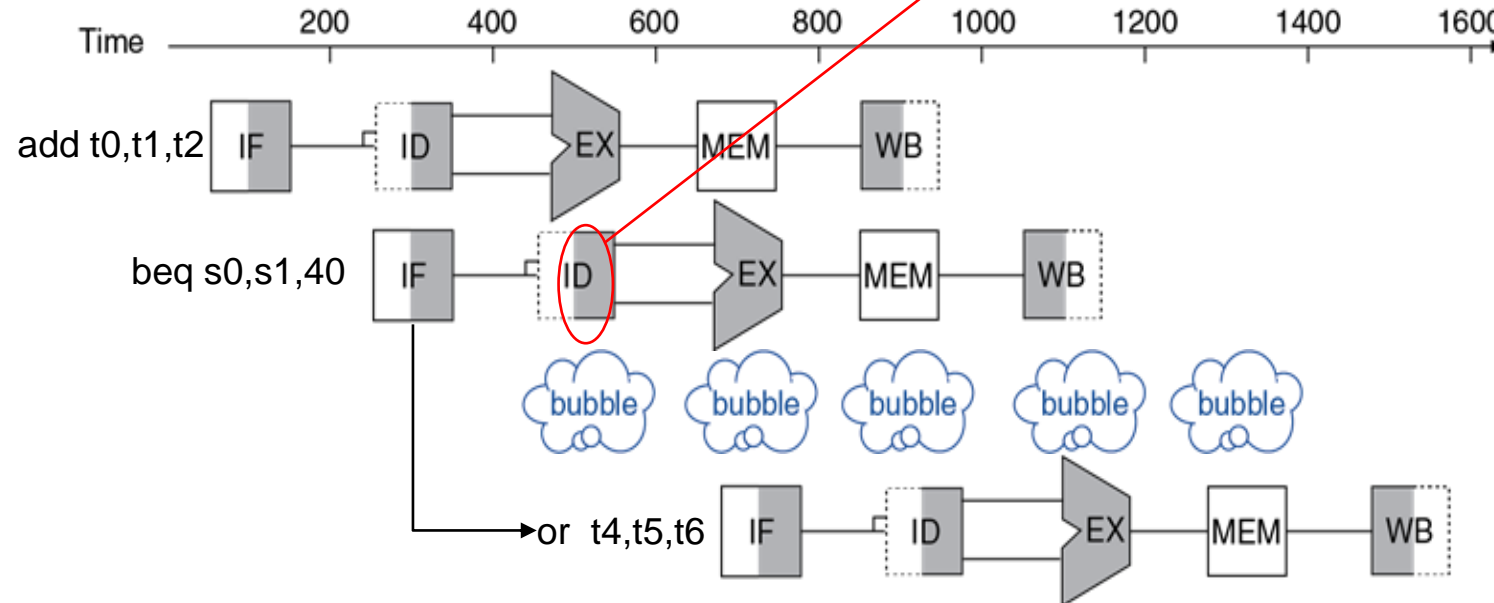 200 400 600 800 1000 1200 1400 1600
Time
add t0,t1,t2 IF ID EX MEM WB
beq s0,s1,40 IF ID EX MEM WB
bubble bubble bubble bubble bubble
or t4,t5,t6 IF ID EX MEM WB